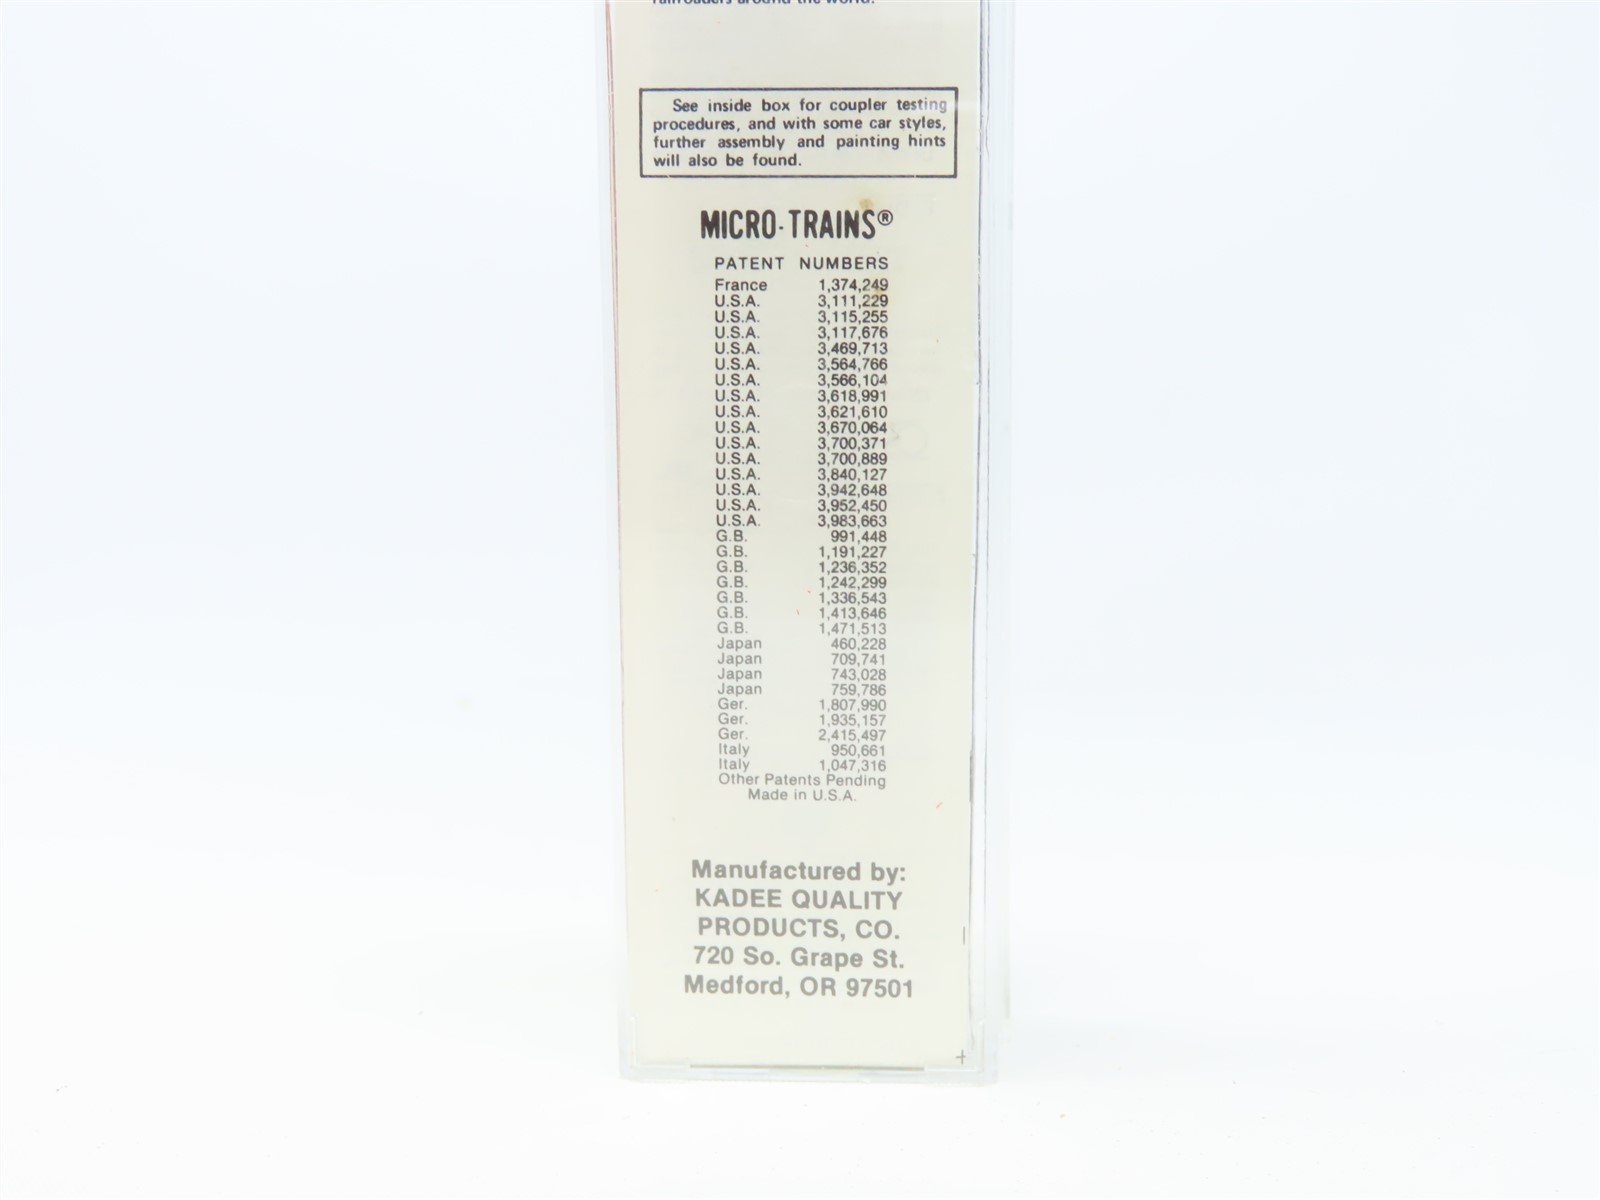 railroaders around the world.
See inside box for coupler testing
procedures, and with some car styles,
further assembly and painting hints
will also be found.
MICRO-TRAINS®
PATENT NUMBERS
France 1,374,249
U.S.A. 3,111,229
U.S.A. 3,115,255
U.S.A. 3,117,676
U.S.A. 3,469,713
U.S.A. 3,564,766
U.S.A. 3,566,104
U.S.A. 3,618,991
U.S.A. 3,621,610
U.S.A. 3,670,064
U.S.A. 3,700,371
U.S.A. 3,700,889
U.S.A. 3,840,127
U.S.A. 3,942,648
U.S.A. 3,952,450
U.S.A. 3,983,663
G.B. 991,448
G.B. 1,191,227
G.B. 1,236,352
G.B. 1,242,299
G.B. 1,336,543
G.B. 1,413,646
G.B. 1,471,513
Japan 460,228
Japan 709,741
Japan 743,028
Japan 759,786
Ger. 1,807,990
Ger. 1,935,157
Ger. 2,415,497
Italy 950,661
Italy 1,047,316
Other Patents Pending
Made in U.S.A.
Manufactured by:
KADEE QUALITY
PRODUCTS, CO.
720 So. Grape St.
Medford, OR 97501